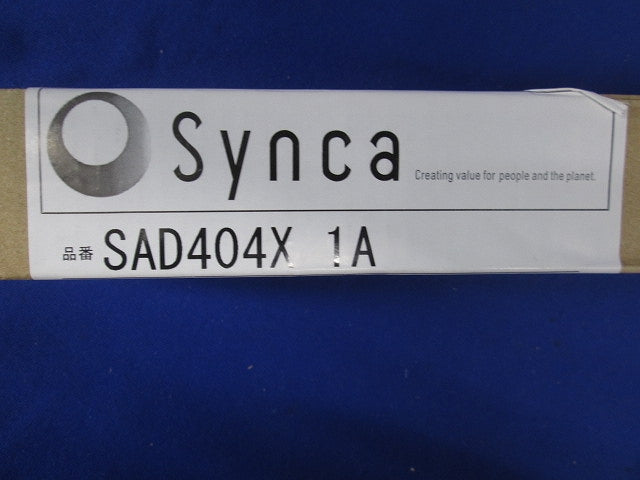 Synca Creating value for people and the planet.
品番 SAD404X 1A